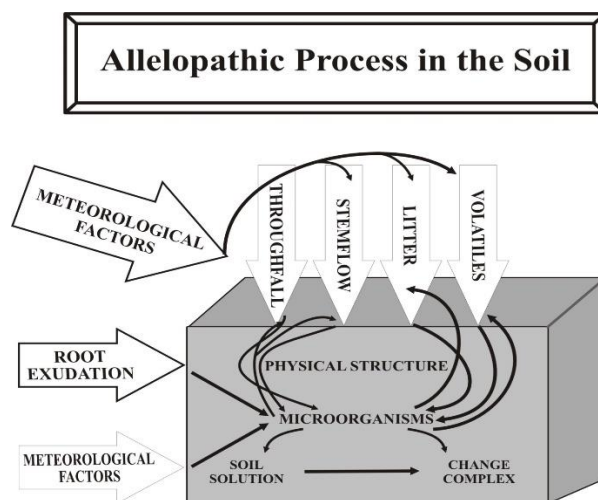 Allelopathic Process in the Soil
METEOROLOGICAL
FACTORS
THROUGFALL
STEMFLOW
LITTER
VOLATILES
ROOT
EXUDATION
PHYSICAL STRUCTURE
MICROORGANISMS
METEOROLOGICAL
FACTORS
SOIL
SOLUTION
CHANGE
COMPLEX